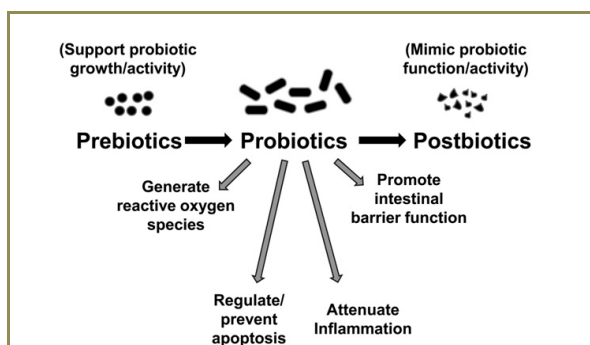 (Support probiotic
growth/activity)
(Mimic probiotic
function/activity)
Prebiotics
Probiotics
Postbiotics
Generate
reactive oxygen
species
Promote
intestinal
barrier function
Regulate/
prevent
apoptosis
Attenuate
Inflammation